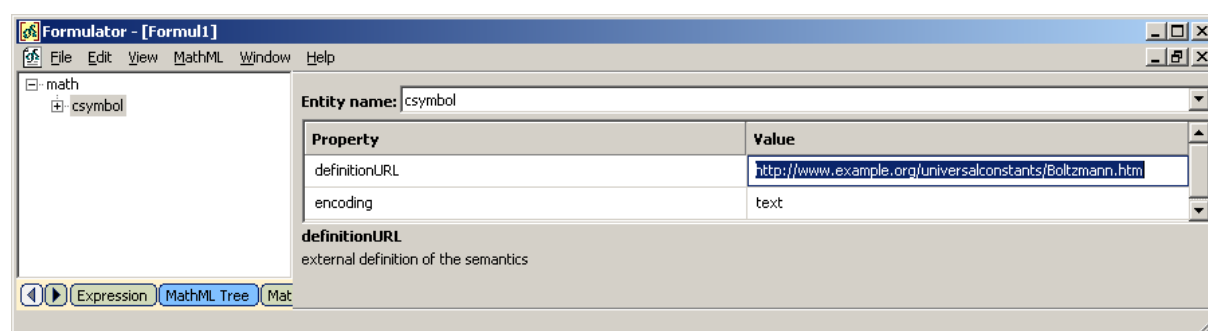 Formulator - [Formul1]
File Edit View MathML Window Help
math
csymbol
Entity name: csymbol
Property Value
definitionURL http://www.example.org/universalconstants/Boltzmann.htm
encoding text
definitionURL
external definition of the semantics
Expression MathML Tree Mat